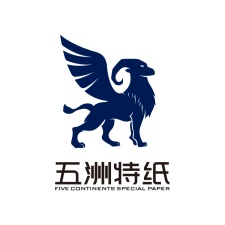 五洲特纸
FIVE CONTINENTS SPECIAL PAPER